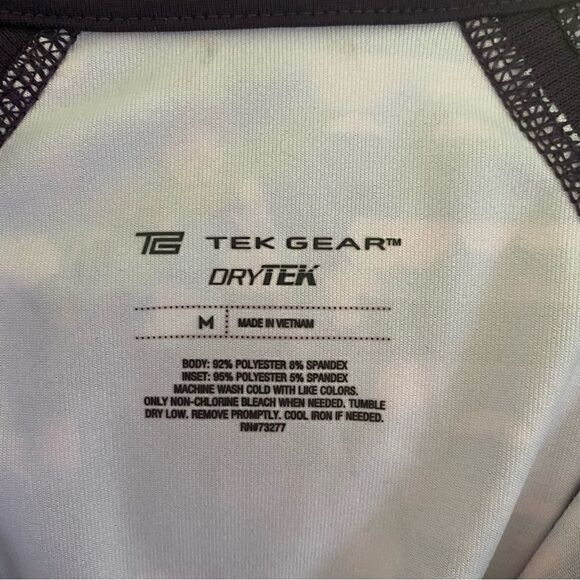 TG TEK GEAR™
DRYTEK
M MADE IN VIETNAM
BODY: 92% POLYESTER 8% SPANDEX
INSET: 95% POLYESTER 5% SPANDEX
MACHINE WASH COLD WITH LIKE COLORS.
ONLY NON-CHLORINE BLEACH WHEN NEEDED. TUMBLE
DRY LOW. REMOVE PROMPTLY. COOL IRON IF NEEDED.
RN#73277